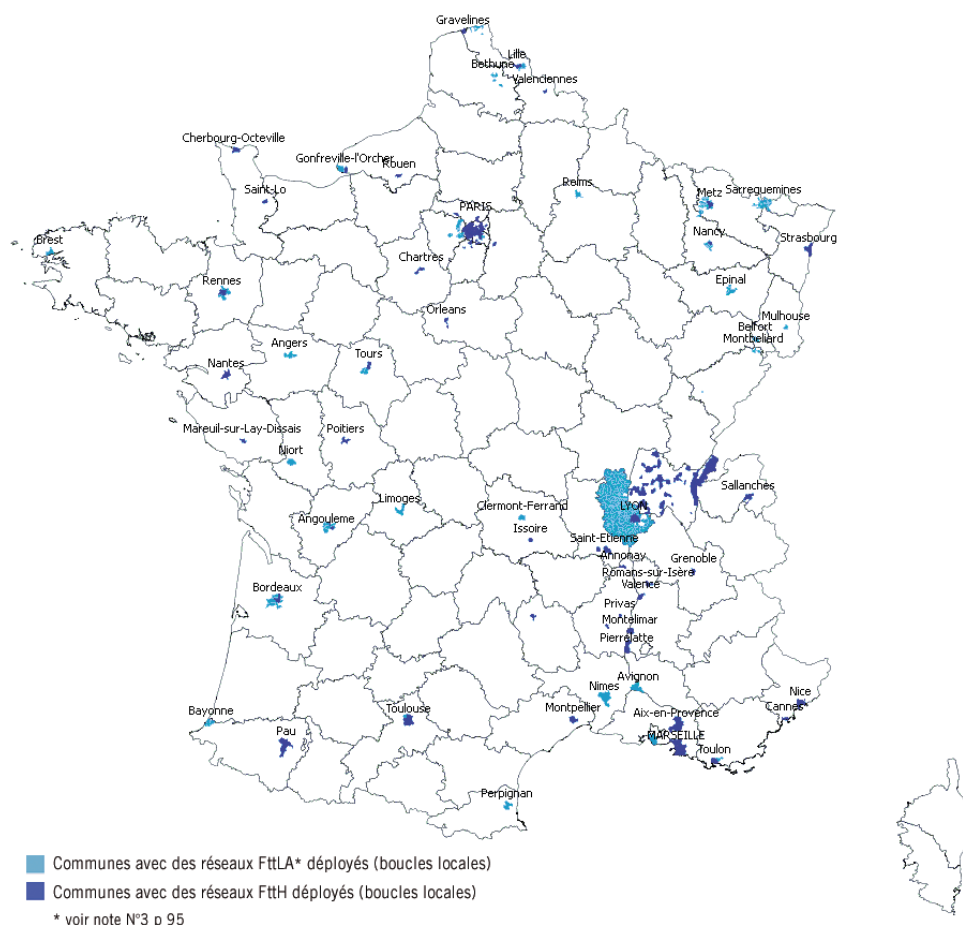 Gravelines
Lille
Bethune
Valenciennes
Cherbourg-Octeville
Gonfreville-l'Orcher
Rouen
Saint-Lo
Reims
Metz
Sarreguemines
PARIS
Nancy
Strasbourg
Brest
Chartres
Rennes
Epinal
Orleans
Mulhouse
Belfort
Montbeliard
Angers
Tours
Nantes
Mareuil-sur-Lay-Dissais
Poitiers
Niort
Sallanches
Limoges
Clermont-Ferrand
LYON
Angouleme
Issoire
Saint-Etienne
Annonay
Grenoble
Romans-sur-Isère
Valence
Bordeaux
Privas
Montelimar
Pierrelatte
Avignon
Nimes
Nice
Bayonne
Toulouse
Montpellier
Aix-en-Provence
Cannes
Pau
MARSEILLE
Toulon
Perpignan
Communes avec des réseaux FttLA* déployés (boucles locales)
Communes avec des réseaux FttH déployés (boucles locales)
* voir note N°3 p 95